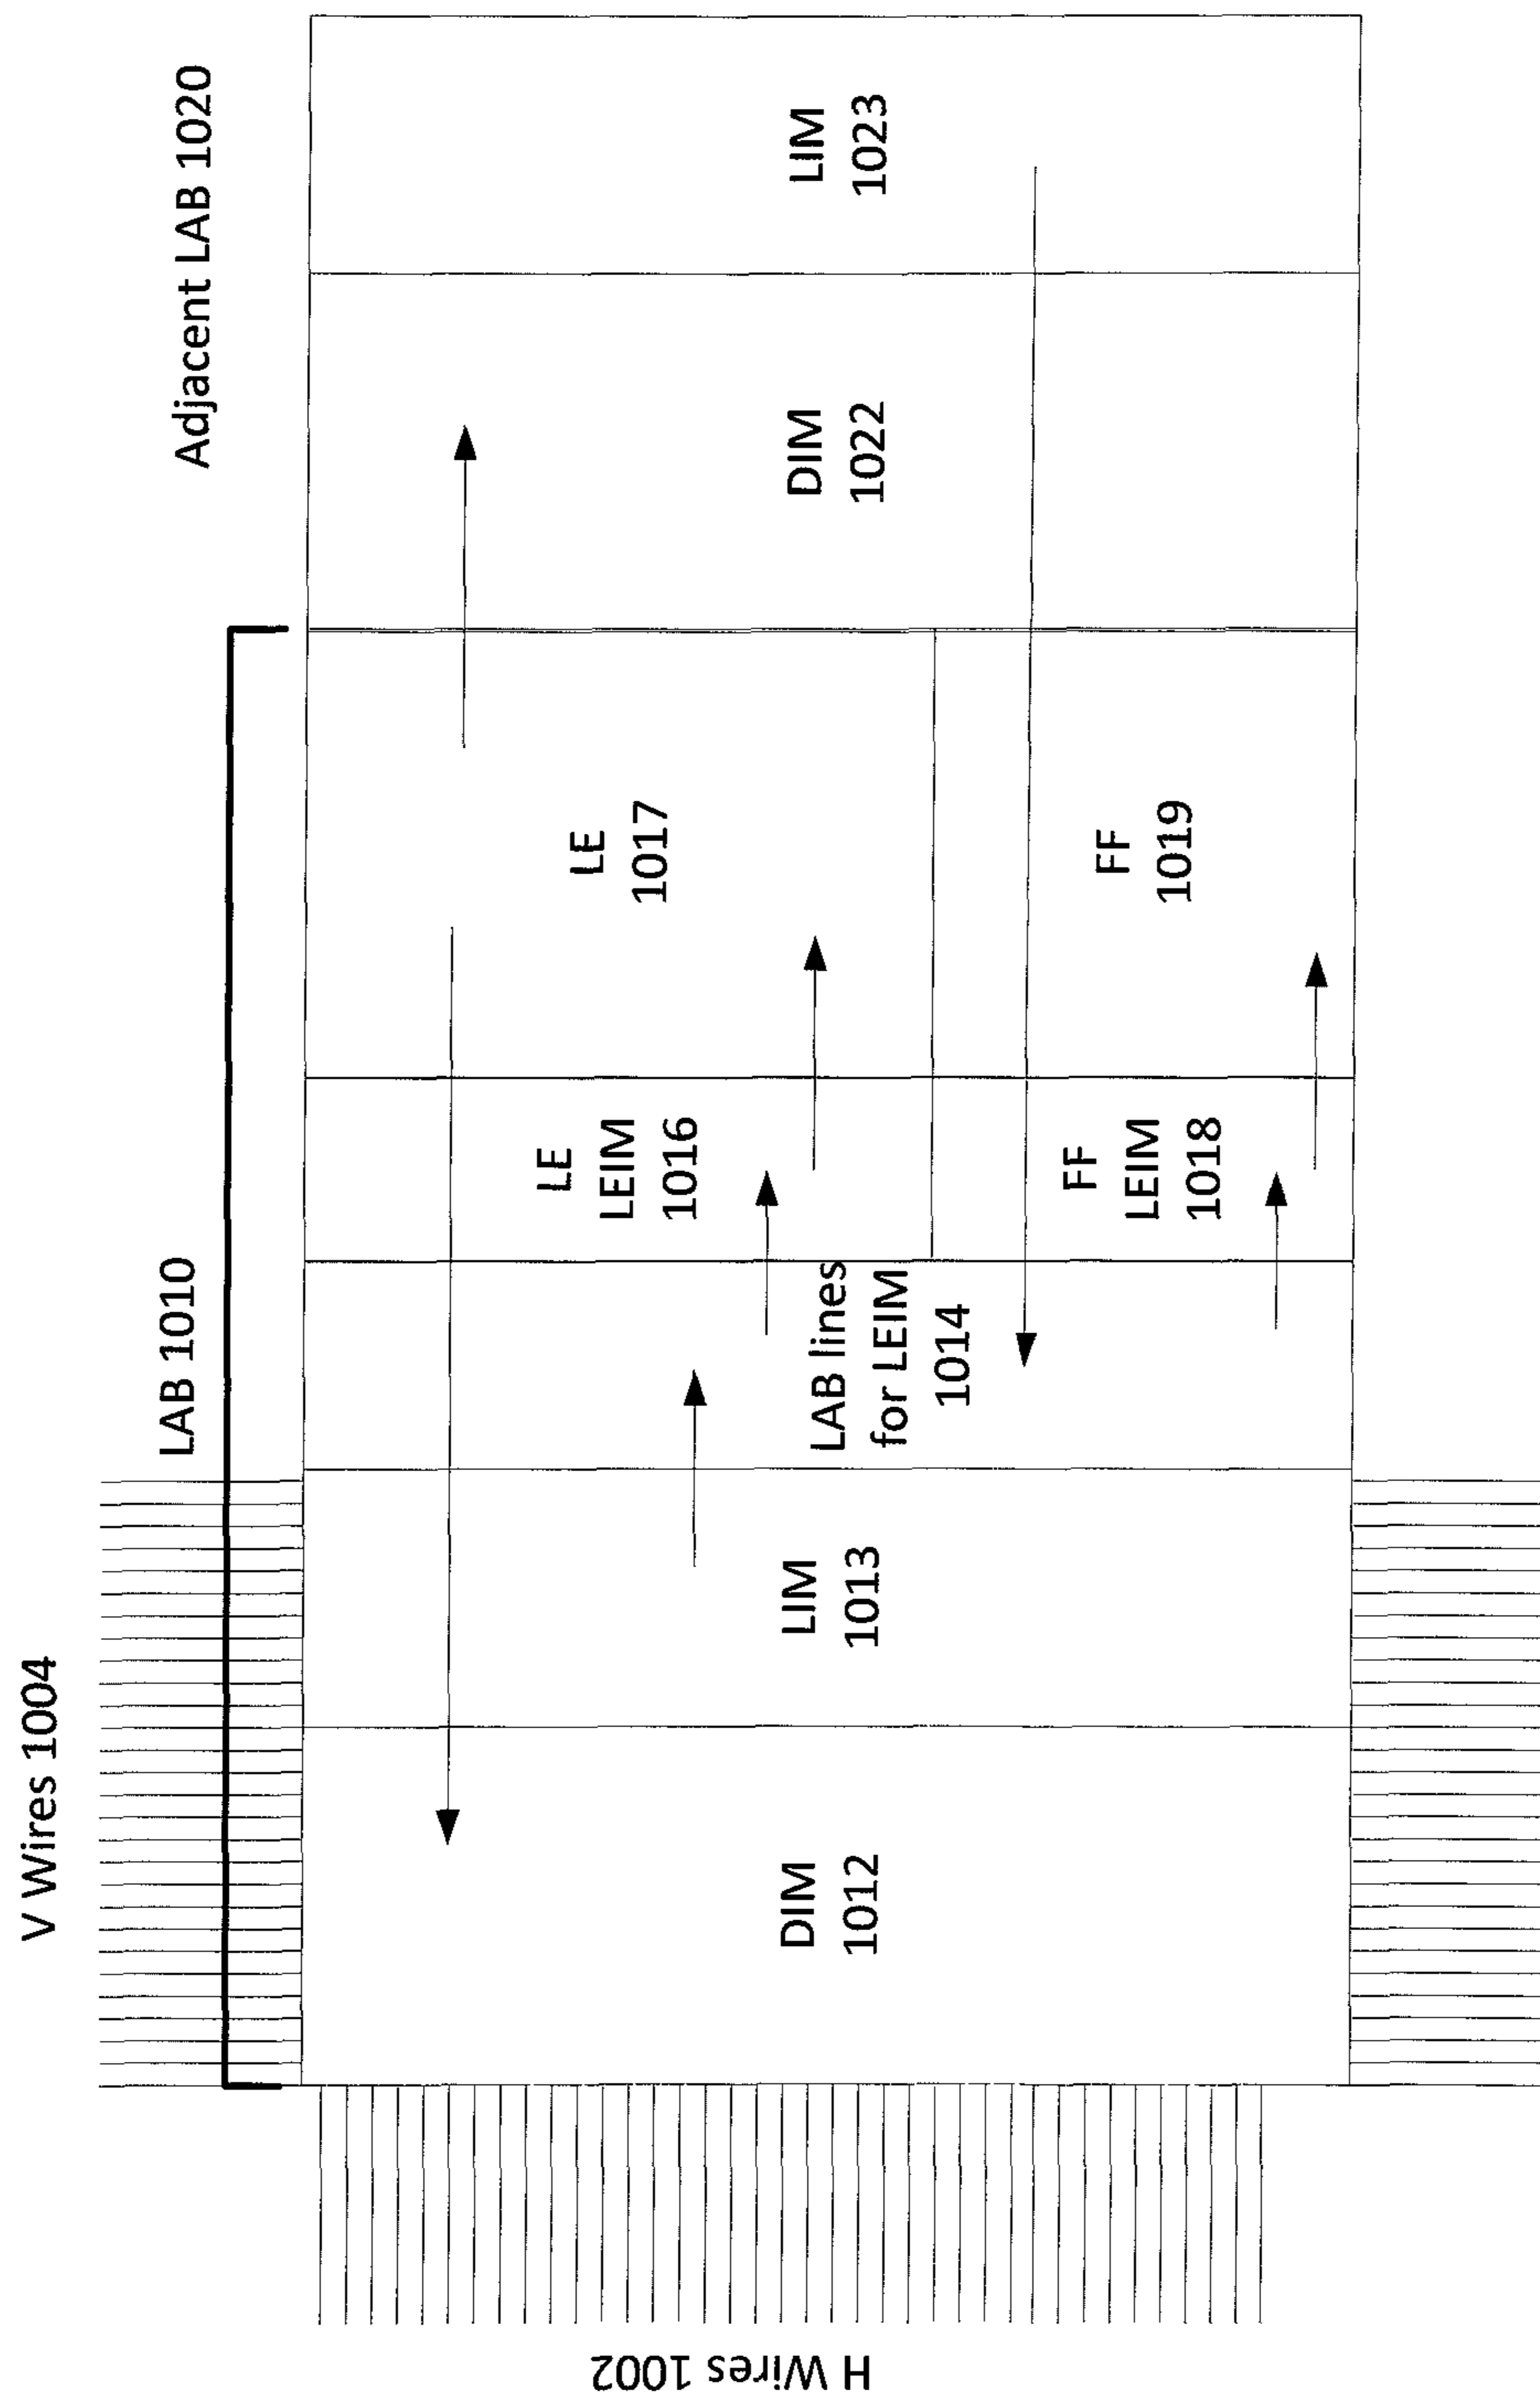 V Wires 1004
LAB 1010
Adjacent LAB 1020
H Wires 1002
DIM
1012
LIM
1013
LAB lines
for LEIM
1014
LE
LEIM
1016
LE
1017
FF
LEIM
1018
FF
1019
DIM
1022
LIM
1023